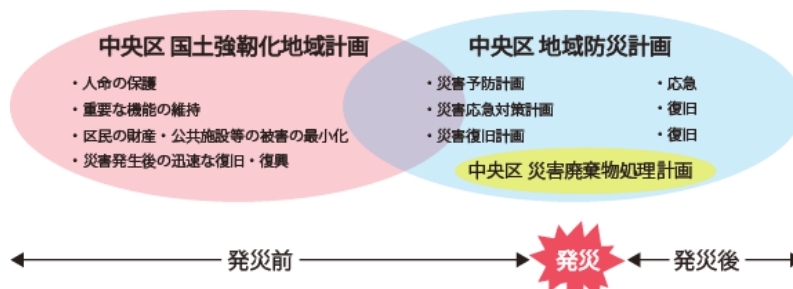 中央区 国土強靭化地域計画
・人命の保護
・重要な機能の維持
・区民の財産・公共施設等の被害の最小化
・災害発生後の迅速な復旧・復興
中央区 地域防災計画
・災害予防計画
・災害応急対策計画
・災害復旧計画
・応急
・復旧
・復旧
中央区 災害廃棄物処理計画
発災前
発災
発災後